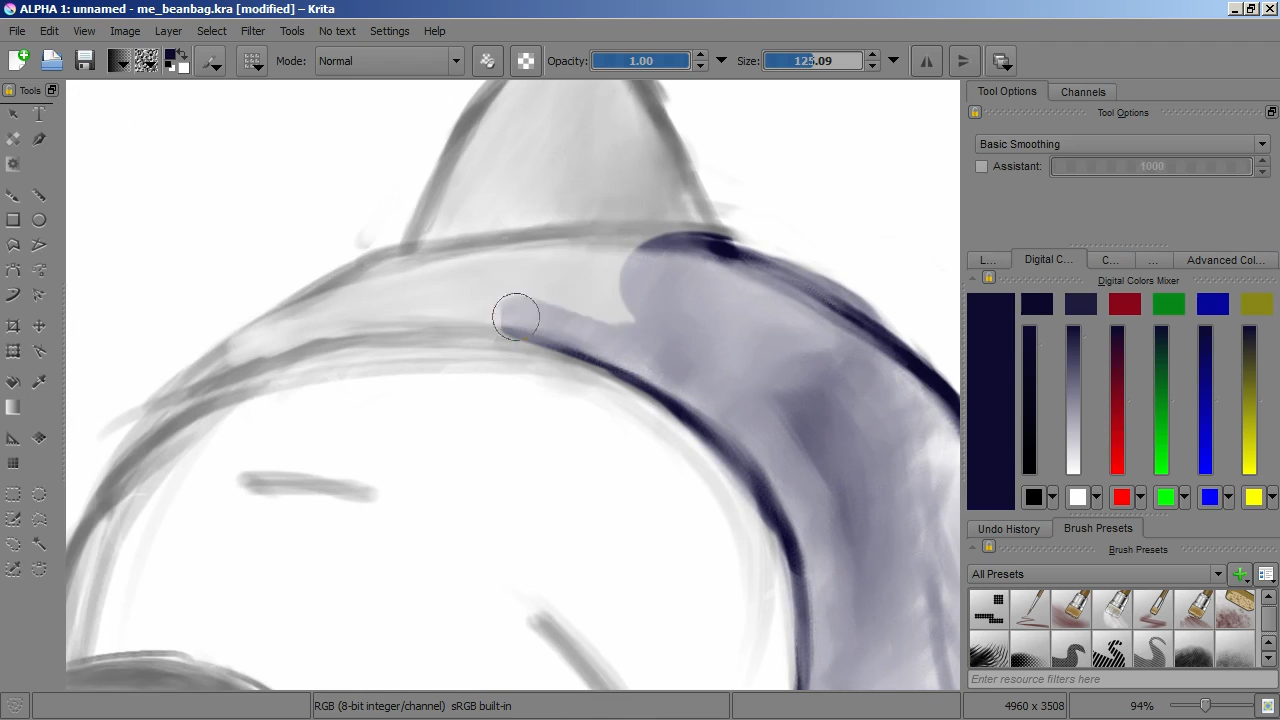 ALPHA 1: unnamed - me_beanbag.kra [modified] – Krita
File Edit View Image Layer Select Filter Tools No text Settings Help
Mode: Normal Opacity: 1.00 Size: 125.09
Tools
Tool Options Channels
Tool Options
Basic Smoothing
Assistant: 1000
L... Digital C... C... ... Advanced Col...
Digital Colors Mixer
Undo History Brush Presets
Brush Presets
All Presets
Enter resource filters here
RGB (8-bit integer/channel) sRGB built-in 4960 x 3508 94%